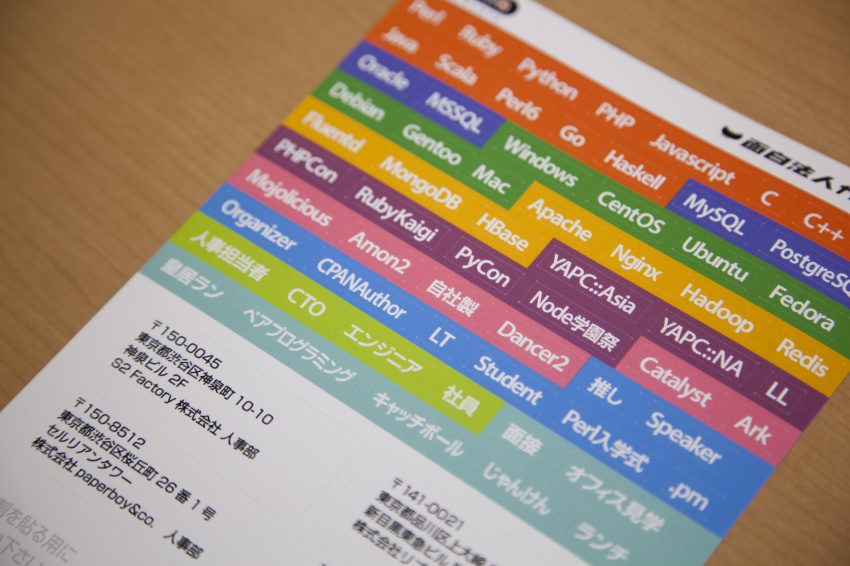 面白法人カ
Perl Ruby Python PHP Javascript C C++
Java Scala Perl6 Go Haskell MySQL PostgreSQ
Oracle MSSQL Windows CentOS Ubuntu Fedora
Debian Gentoo Mac Apache Nginx Hadoop Redis
Fluentd MongoDB HBase YAPC::Asia YAPC::NA LL
PHPCon RubyKaigi PyCon Node学園祭 Catalyst Ark
Mojolicious Amon2 自社製 Dancer2 推し Speaker
Organizer CPANAuthor LT Student Perl入学式 .pm
人事担当者 CTO エンジニア 社員 面接 オフィス見学
皇居ラン ペアプログラミング キャッチボール じゃんけん ランチ
〒150-0045
東京都渋谷区神泉町 10-10
神泉ビル 2F
S2 Factory 株式会社 人事部
〒150-8512
東京都渋谷区桜丘町 26 番 1 号
セルリアンタワー
株式会社 paperboy&co. 人事部
〒141-0021
東京都品川区上大崎
新目黒東急ビル
株式会社
刺を貼る用に
下さい